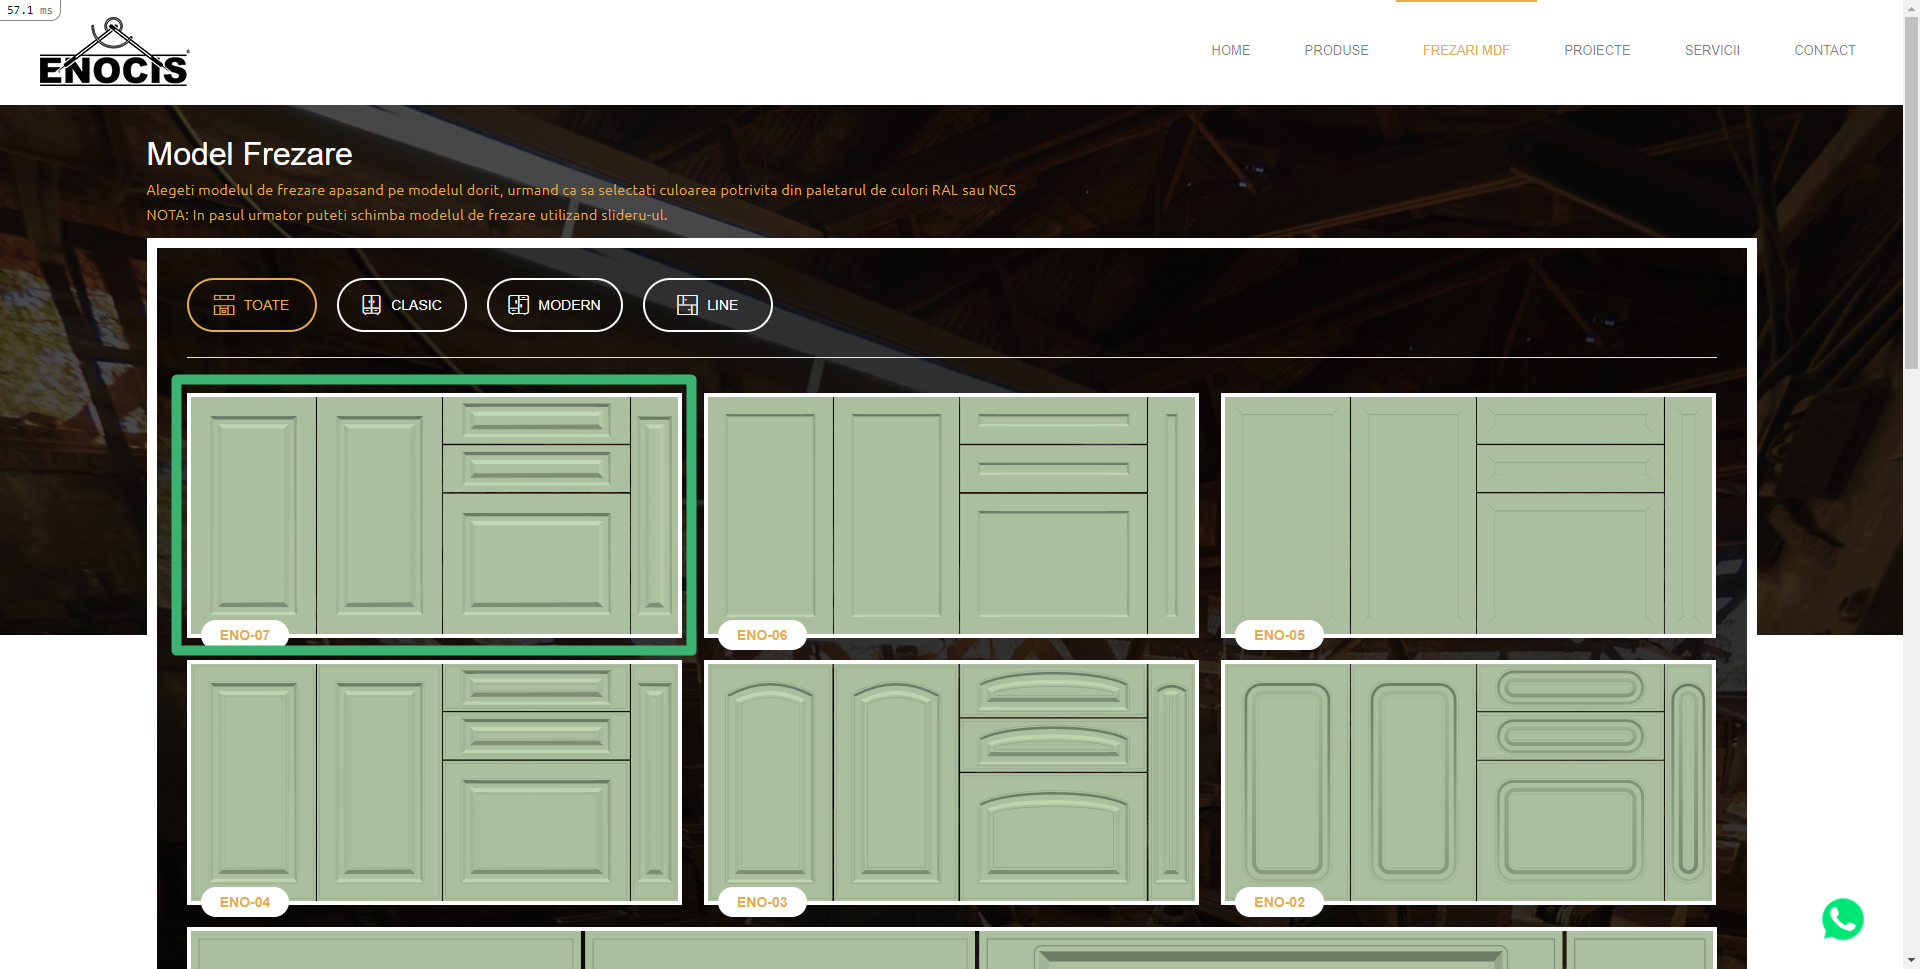 57.1 ms
ENOCIS
HOME
PRODUSE
FREZARI MDF
PROIECTE
SERVICII
CONTACT
Model Frezare
Alegeti modelul de frezare apasand pe modelul dorit, urmand ca sa selectati culoarea potrivita din paletarul de culori RAL sau NCS
NOTA: In pasul urmator puteti schimba modelul de frezare utilizand slideru-ul.
TOATE
CLASIC
MODERN
LINE
ENO-07
ENO-06
ENO-05
ENO-04
ENO-03
ENO-02